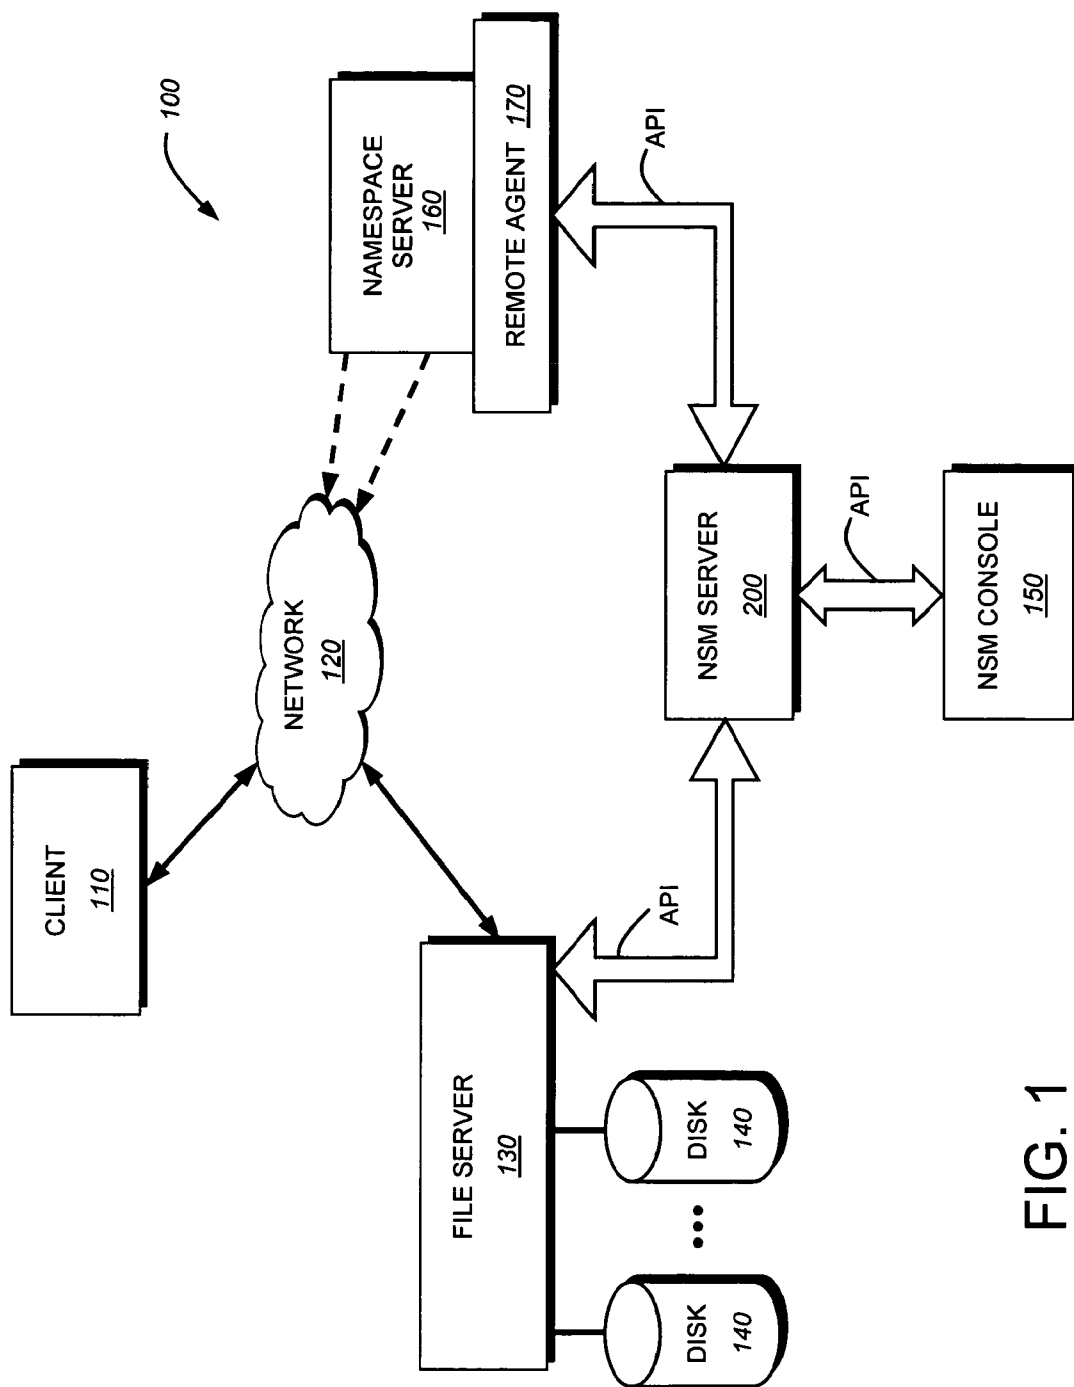 100
CLIENT
110
NETWORK
120
NAMESPACE
SERVER
160
REMOTE AGENT 170
FILE SERVER
130
API
API
NSM SERVER
200
DISK
140
DISK
140
API
NSM CONSOLE
150
FIG. 1